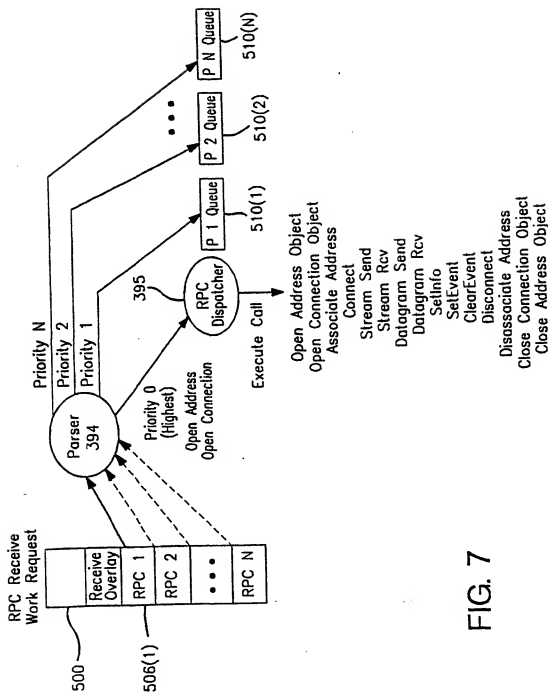 RPC Receive
Work Request
500
Receive
Overlay
RPC 1
RPC 2
• • •
RPC N
506(1)
Parser
394
Priority N
Priority 2
Priority 1
Priority 0
(Highest)
Open Address
Open Connection
395
RPC
Dispatcher
P 1 Queue
510(1)
P 2 Queue
510(2)
• • •
P N Queue
510(N)
Execute Call
Open Address Object
Open Connection Object
Associate Address
Connect
Stream Send
Stream Rcv
Datagram Send
Datagram Rcv
SetInfo
SetEvent
ClearEvent
Disconnect
Disassociate Address
Close Connection Object
Close Address Object
FIG. 7